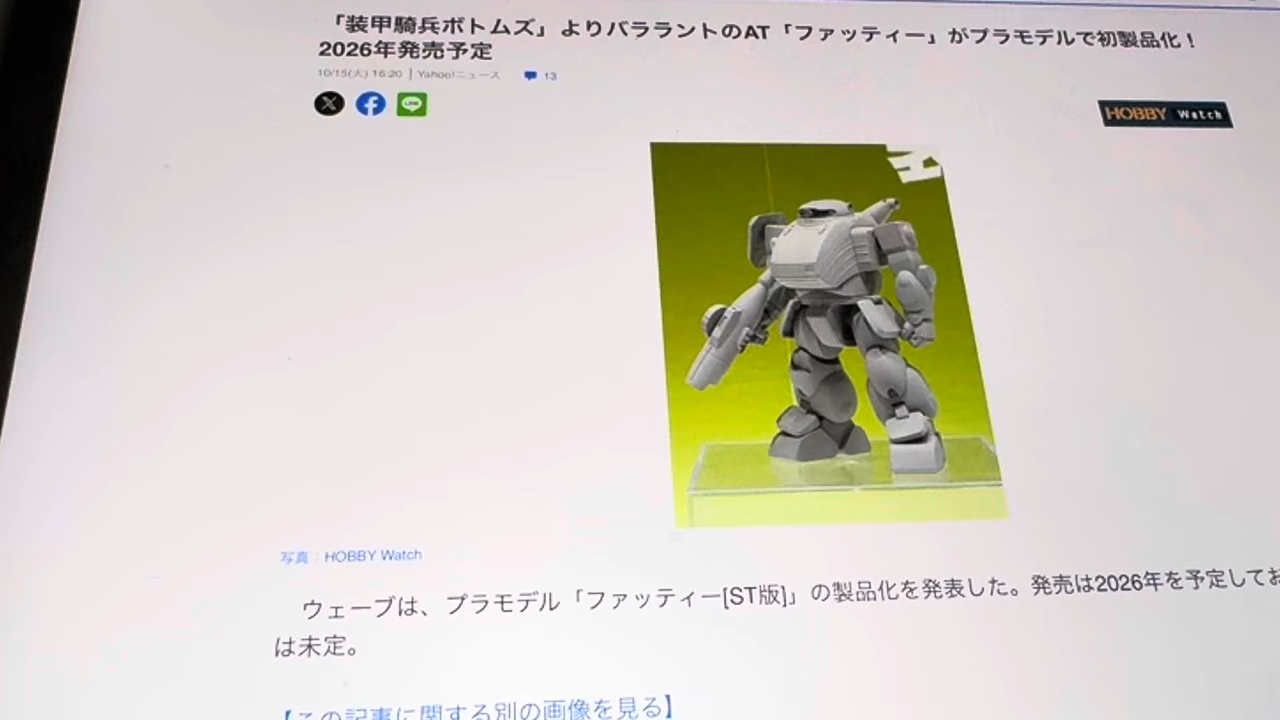 「装甲騎兵ボトムズ」よりバララントのAT「ファッティー」がプラモデルで初製品化！
2026年発売予定
10/15(火) 16:20 | Yahoo!ニュース 13
LINE
HOBBY Watch
写真：HOBBY Watch
ウェーブは、プラモデル「ファッティー[ST版]」の製品化を発表した。発売は2026年を予定してお
は未定。
【この記事に関する別の画像を見る】